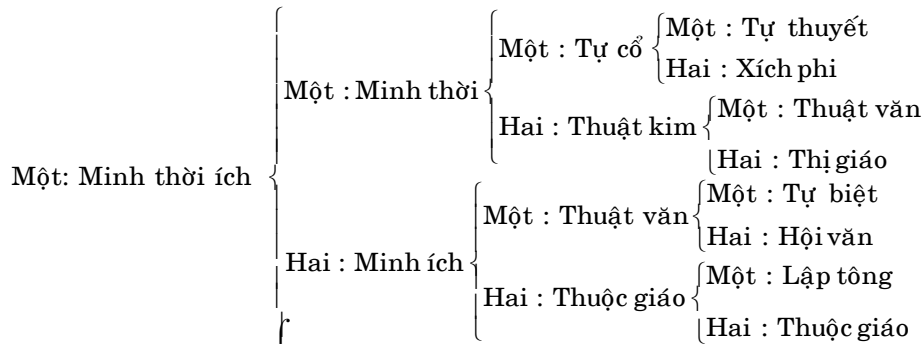 Một : Tự cổ
Một : Tự thuyết
Hai : Xích phi
Một : Minh thời
Hai : Thuật kim
Một : Thuật văn
Hai : Thị giáo
Một: Minh thời ích
Một : Thuật văn
Một : Tự biệt
Hai : Hội văn
Hai : Minh ích
Hai : Thuộc giáo
Một : Lập tông
Hai : Thuộc giáo